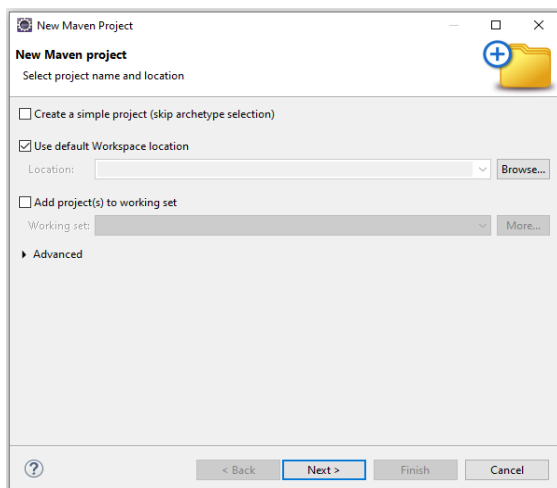 New Maven Project
New Maven project
Select project name and location
Create a simple project (skip archetype selection)
Use default Workspace location
Location:
Browse...
Add project(s) to working set
Working set:
More...
Advanced
?
< Back
Next >
Finish
Cancel